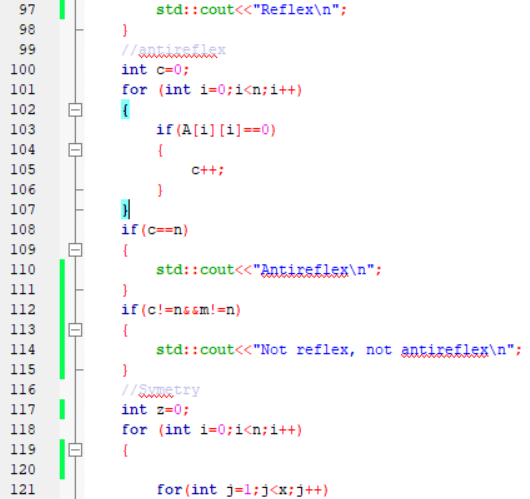 97 std::cout<<"Reflex\n";
98 }
99 //antireflex
100 int c=0;
101 for (int i=0;i<n;i++)
102 {
103 if(A[i][i]==0)
104 {
105 c++;
106 }
107 }
108 if(c==n)
109 {
110 std::cout<<"Antireflex\n";
111 }
112 if(c!=n&&m!=n)
113 {
114 std::cout<<"Not reflex, not antireflex\n";
115 }
116 //Symetry
117 int z=0;
118 for (int i=0;i<n;i++)
119 {
120
121 for(int j=1;j<x;j++)